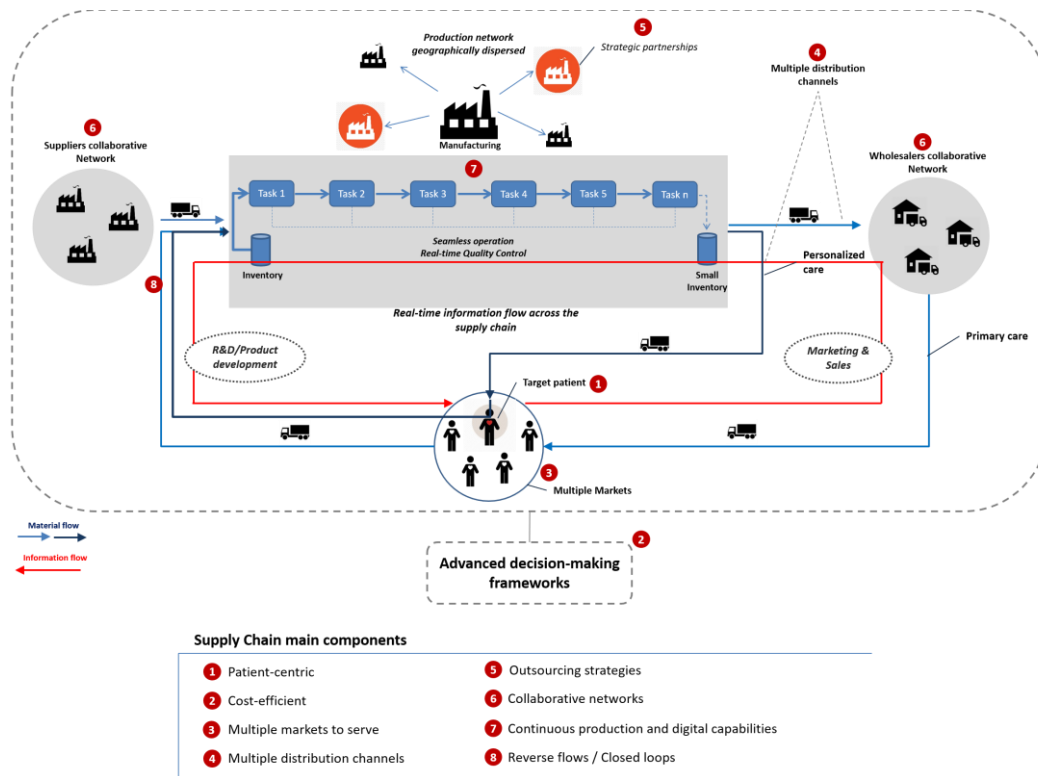 5
Production network
geographically dispersed
Strategic partnerships
4
Multiple distribution
channels
6
Suppliers collaborative
Network
Manufacturing
6
Wholesalers collaborative
Network
7
Task 1
Task 2
Task 3
Task 4
Task 5
Task n
Seamless operation
Real-time Quality Control
Inventory
Small
Inventory
Personalized
care
8
Real-time information flow across the
supply chain
R&D/Product
development
Marketing &
Sales
Primary care
Target patient
1
3
Multiple Markets
Material flow
Information flow
2
Advanced decision-making
frameworks
Supply Chain main components
1 Patient-centric
2 Cost-efficient
3 Multiple markets to serve
4 Multiple distribution channels
5 Outsourcing strategies
6 Collaborative networks
7 Continuous production and digital capabilities
8 Reverse flows / Closed loops